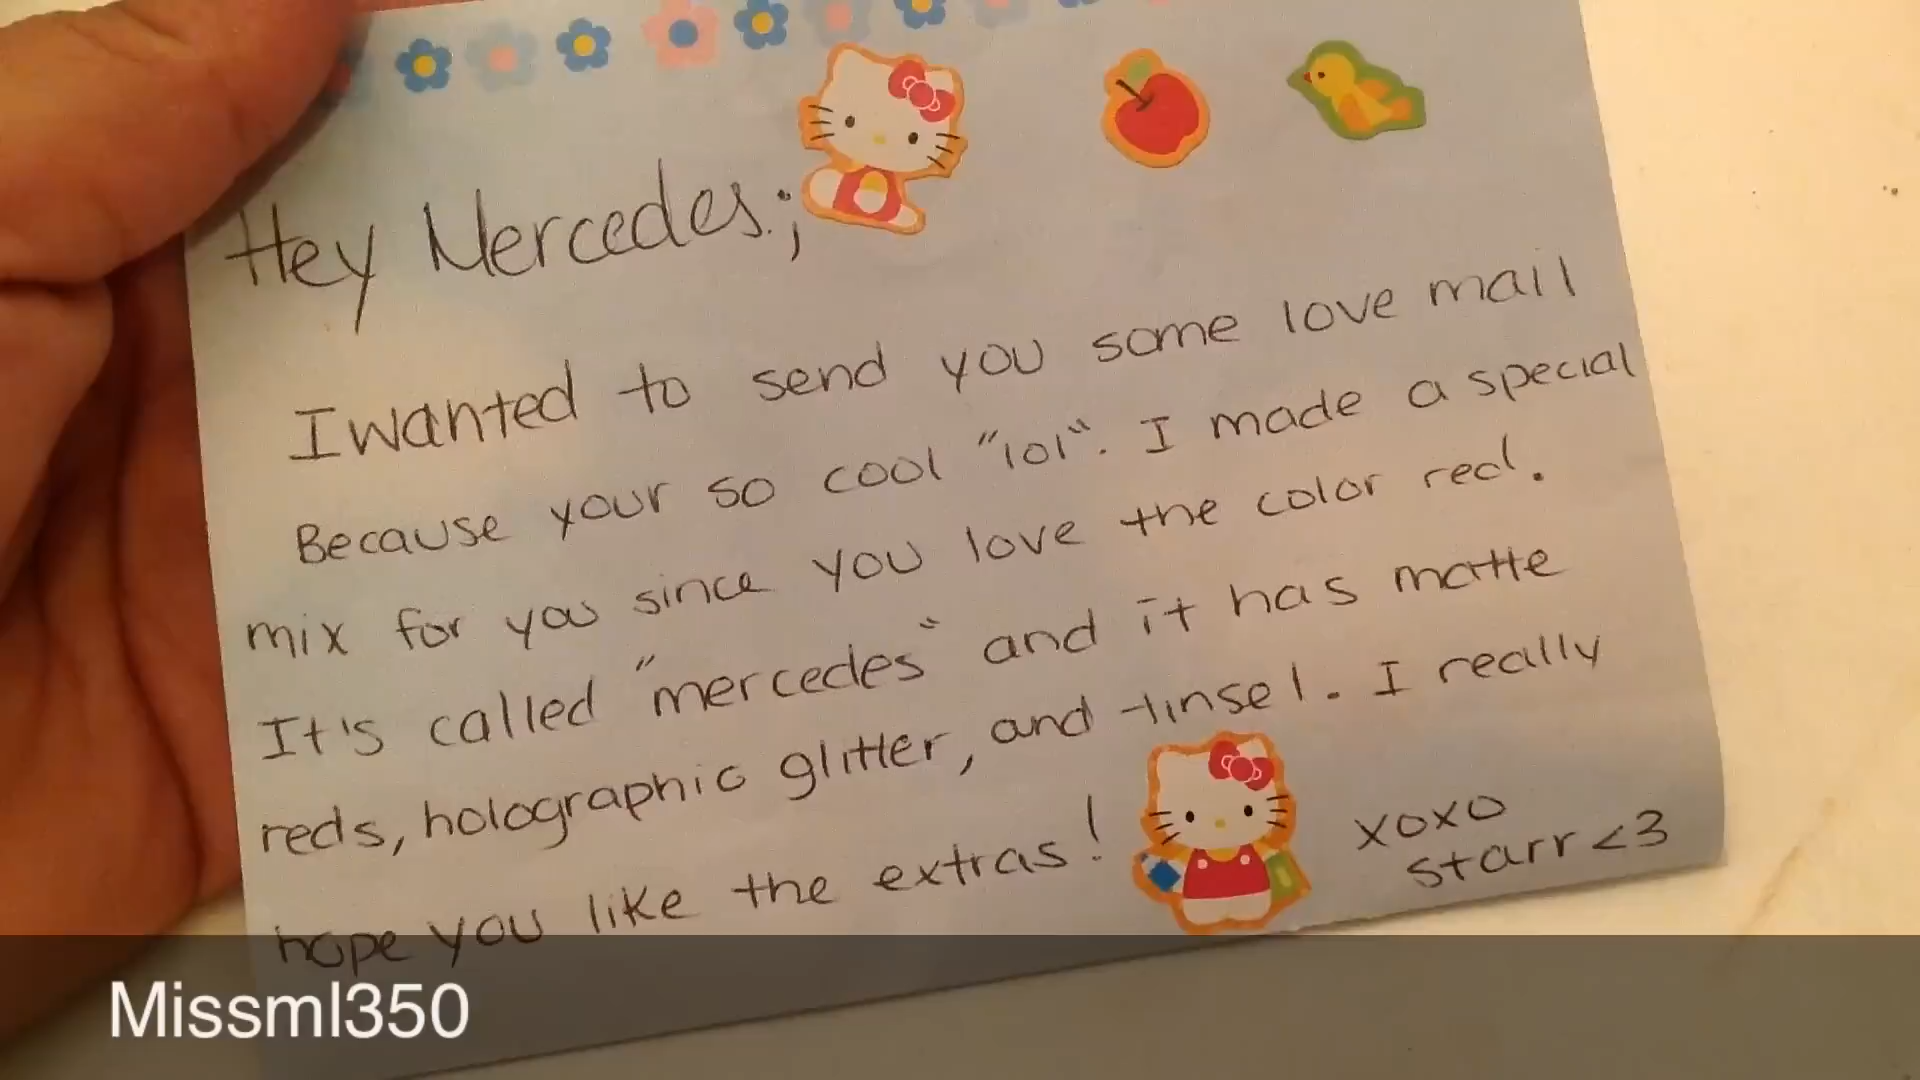 Hey Mercedes;
I wanted to send you some love mail
Because your so cool "lol". I made a special
mix for you since you love the color red.
It's called "mercedes" and it has matte
reds, holographic glitter, and tinsel. I really
hope you like the extras!
xoxo
starr <3
Missml350